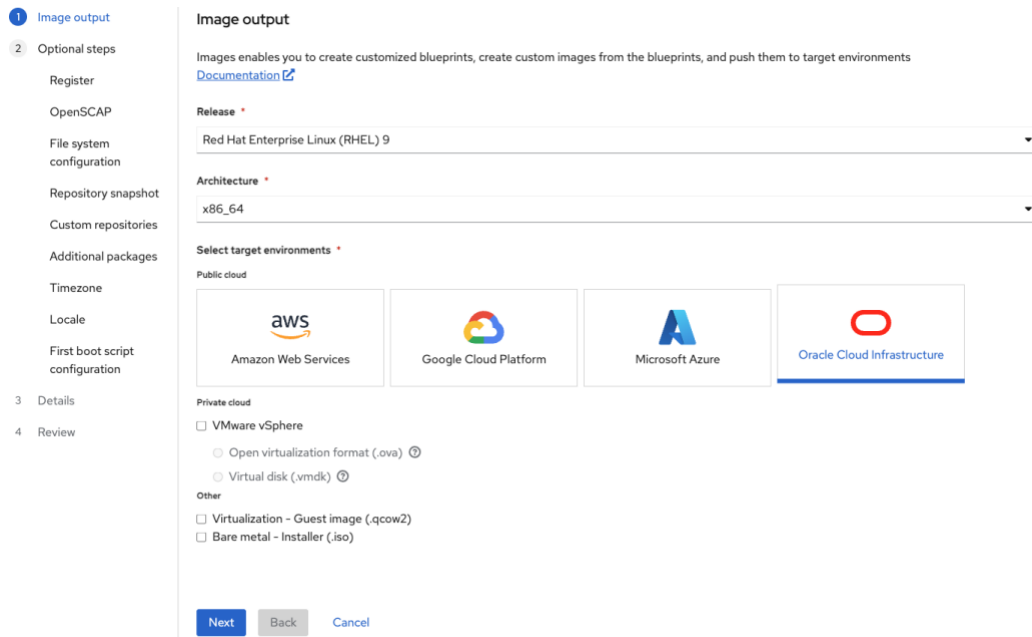 1 Image output
2 Optional steps
Register
OpenSCAP
File system
configuration
Repository snapshot
Custom repositories
Additional packages
Timezone
Locale
First boot script
configuration
3 Details
4 Review
Image output
Images enables you to create customized blueprints, create custom images from the blueprints, and push them to target environments
Documentation
Release *
Red Hat Enterprise Linux (RHEL) 9
Architecture *
x86_64
Select target environments *
Public cloud
aws
Amazon Web Services
Google Cloud Platform
Microsoft Azure
Oracle Cloud Infrastructure
Private cloud
VMware vSphere
Open virtualization format (.ova) ?
Virtual disk (.vmdk) ?
Other
Virtualization - Guest image (.qcow2)
Bare metal - Installer (.iso)
Next Back Cancel